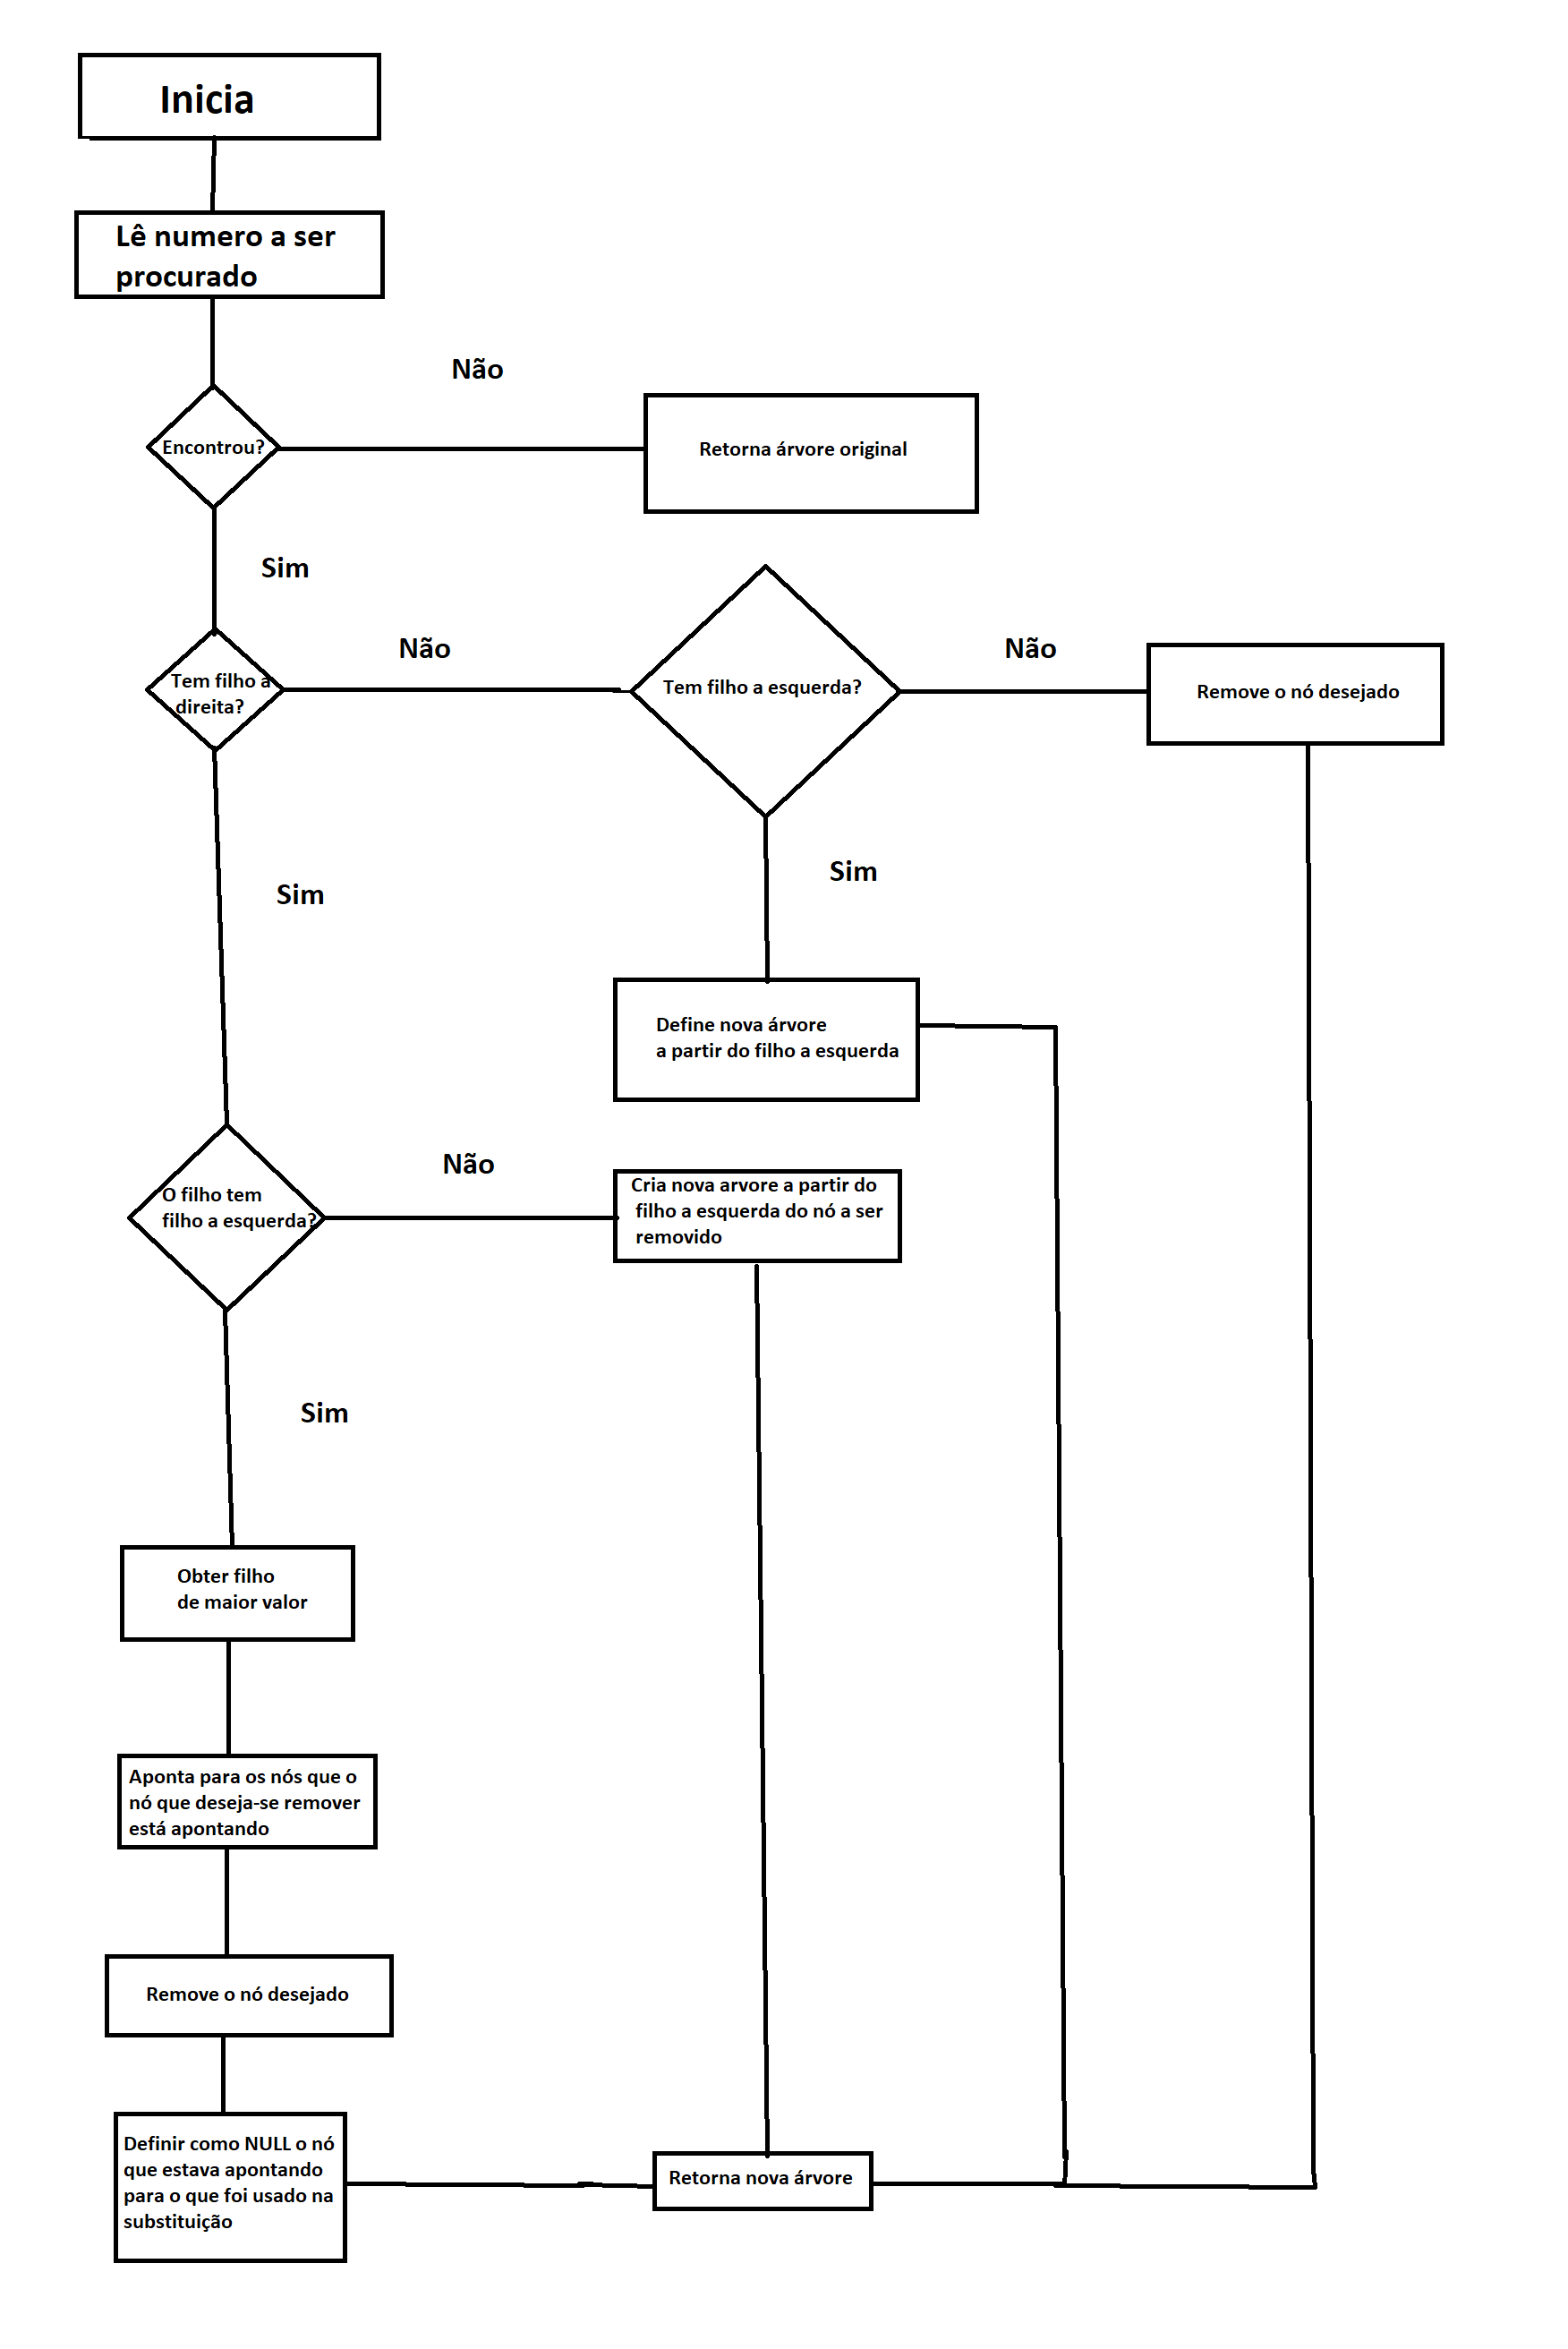 Inicia
Lê numero a ser
procurado
Não
Encontrou?
Retorna árvore original
Sim
Não
Não
Tem filho a
direita?
Tem filho a esquerda?
Remove o nó desejado
Sim
Sim
Define nova árvore
a partir do filho a esquerda
Não
O filho tem
filho a esquerda?
Cria nova arvore a partir do
filho a esquerda do nó a ser
removido
Sim
Obter filho
de maior valor
Aponta para os nós que o
nó que deseja-se remover
está apontando
Remove o nó desejado
Definir como NULL o nó
que estava apontando
para o que foi usado na
substituição
Retorna nova árvore